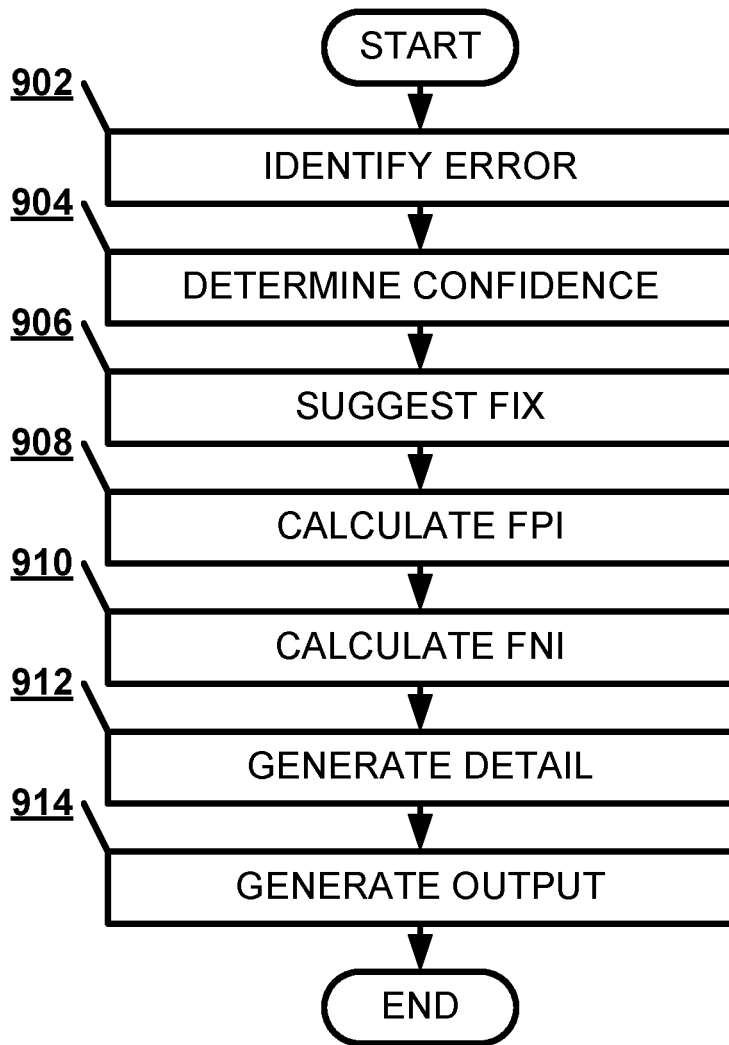 START
902
IDENTIFY ERROR
904
DETERMINE CONFIDENCE
906
SUGGEST FIX
908
CALCULATE FPI
910
CALCULATE FNI
912
GENERATE DETAIL
914
GENERATE OUTPUT
END